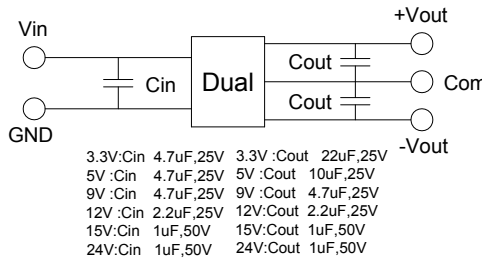 +Vout
Vin
Cout
Cin
Dual
Com
Cout
GND
-Vout
3.3V:Cin 4.7uF,25V 3.3V :Cout 22uF,25V
5V :Cin 4.7uF,25V 5V :Cout 10uF,25V
9V :Cin 4.7uF,25V 9V :Cout 4.7uF,25V
12V :Cin 2.2uF,25V 12V:Cout 2.2uF,25V
15V:Cin 1uF,50V 15V:Cout 1uF,50V
24V:Cin 1uF,50V 24V:Cout 1uF,50V